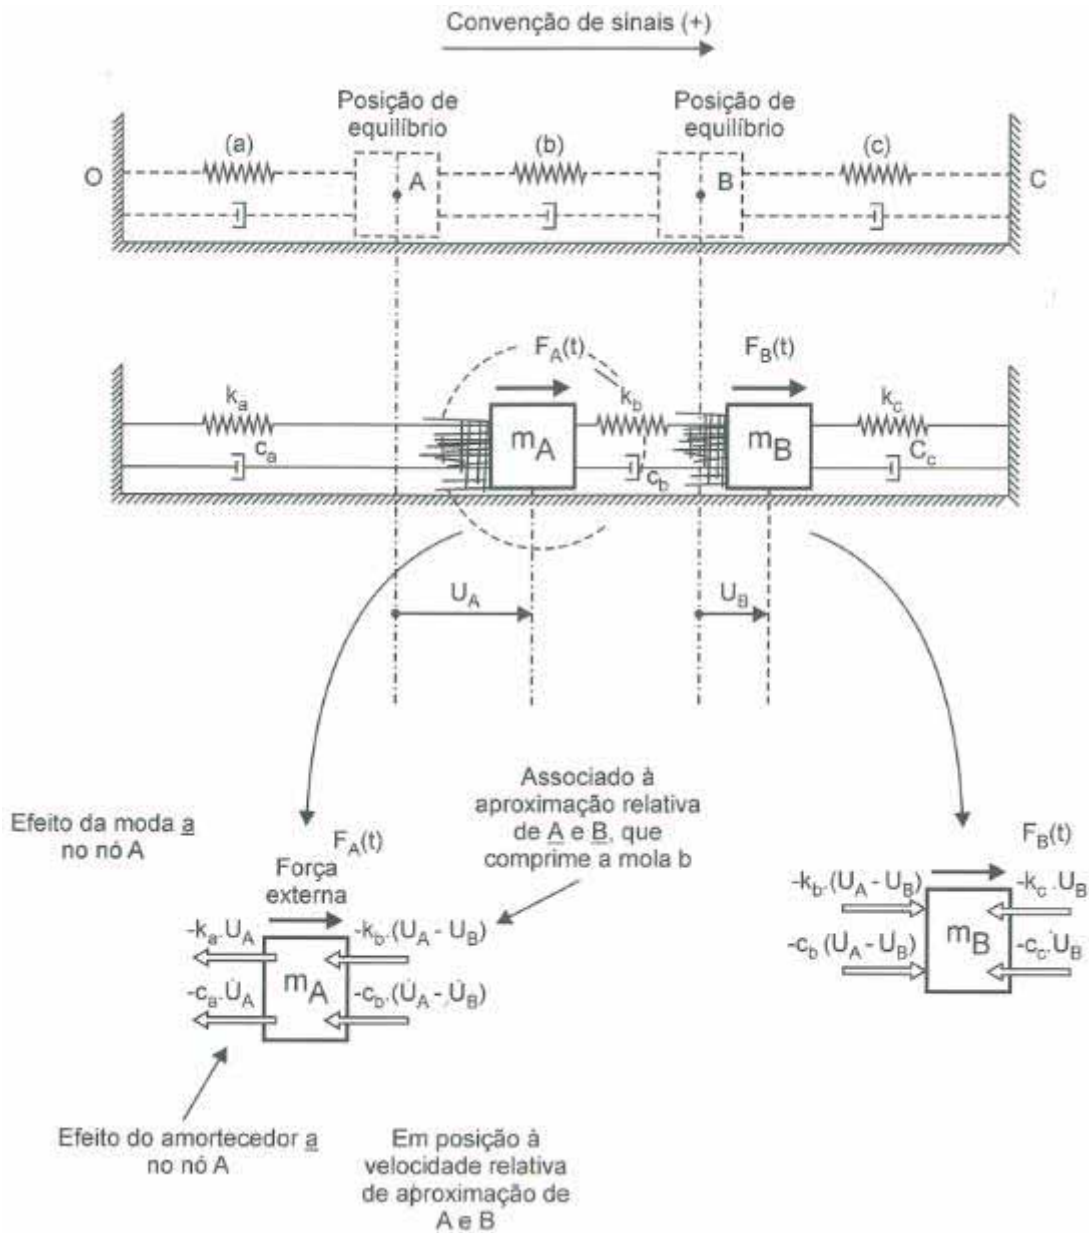 Convenção de sinais (+)
Posição de
equilíbrio
Posição de
equilíbrio
(a)
(b)
(c)
O
A
B
C
F_A(t)
F_B(t)
k_a
k_b
k_c
c_a
m_A
c_b
m_B
C_c
U_A
U_B
Associado à
aproximação relativa
de A e B, que
comprime a mola b
Efeito da moda a
no nó A
F_A(t)
Força
externa
-k_a.U_A
-k_b.(U_A - U_B)
m_A
-c_a.U̇_A
-c_b.(U̇_A - U̇_B)
F_B(t)
-k_b.(U_A - U_B)
-k_c.U_B
m_B
-c_b(U̇_A - U̇_B)
-c_c.U̇_B
Efeito do amortecedor a
no nó A
Em posição à
velocidade relativa
de aproximação de
A e B